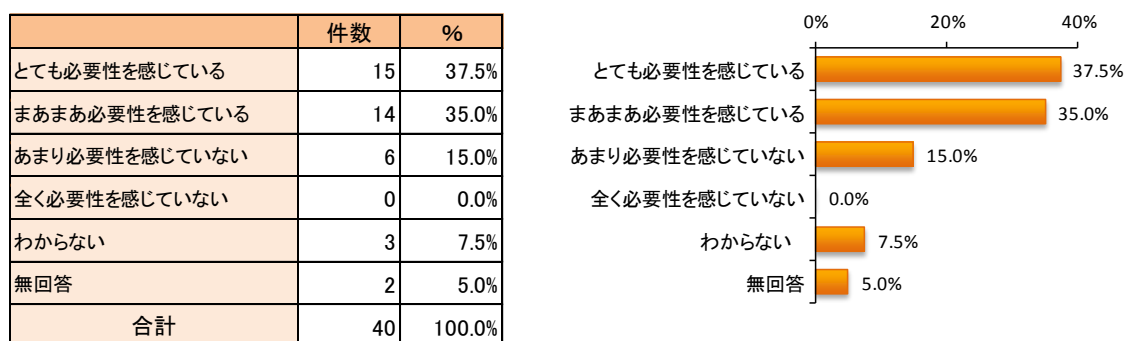 件数 %
とても必要性を感じている 15 37.5%
まあまあ必要性を感じている 14 35.0%
あまり必要性を感じていない 6 15.0%
全く必要性を感じていない 0 0.0%
わからない 3 7.5%
無回答 2 5.0%
合計 40 100.0%
0% 20% 40%
とても必要性を感じている 37.5%
まあまあ必要性を感じている 35.0%
あまり必要性を感じていない 15.0%
全く必要性を感じていない 0.0%
わからない 7.5%
無回答 5.0%